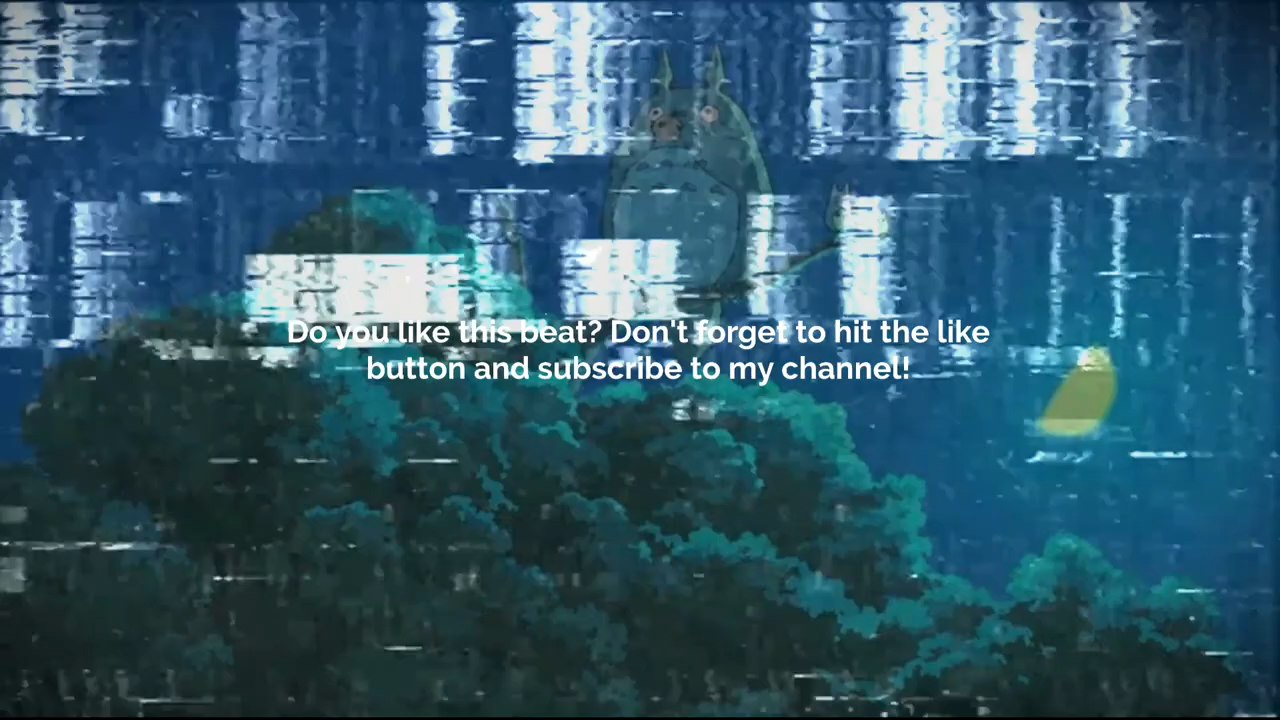 Do you like this beat? Don't forget to hit the like
button and subscribe to my channel!